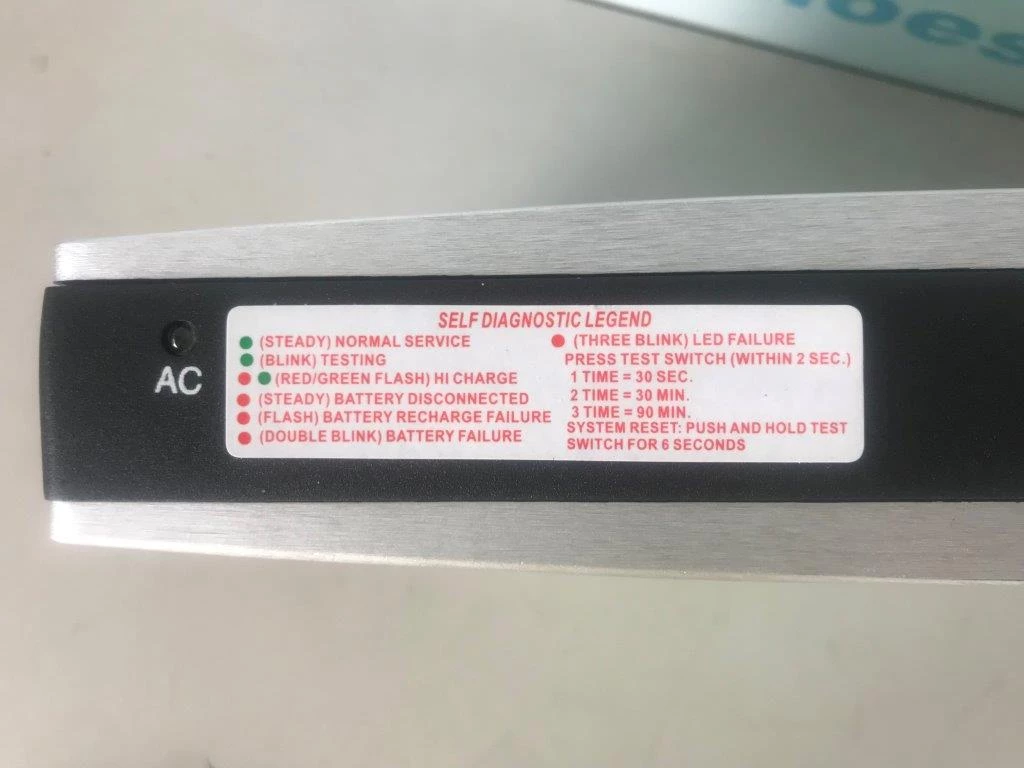 oes
AC
SELF DIAGNOSTIC LEGEND
(STEADY) NORMAL SERVICE
(BLINK) TESTING
(RED/GREEN FLASH) HI CHARGE
(STEADY) BATTERY DISCONNECTED
(FLASH) BATTERY RECHARGE FAILURE
(DOUBLE BLINK) BATTERY FAILURE
(THREE BLINK) LED FAILURE
PRESS TEST SWITCH (WITHIN 2 SEC.)
1 TIME = 30 SEC.
2 TIME = 30 MIN.
3 TIME = 90 MIN.
SYSTEM RESET: PUSH AND HOLD TEST
SWITCH FOR 6 SECONDS